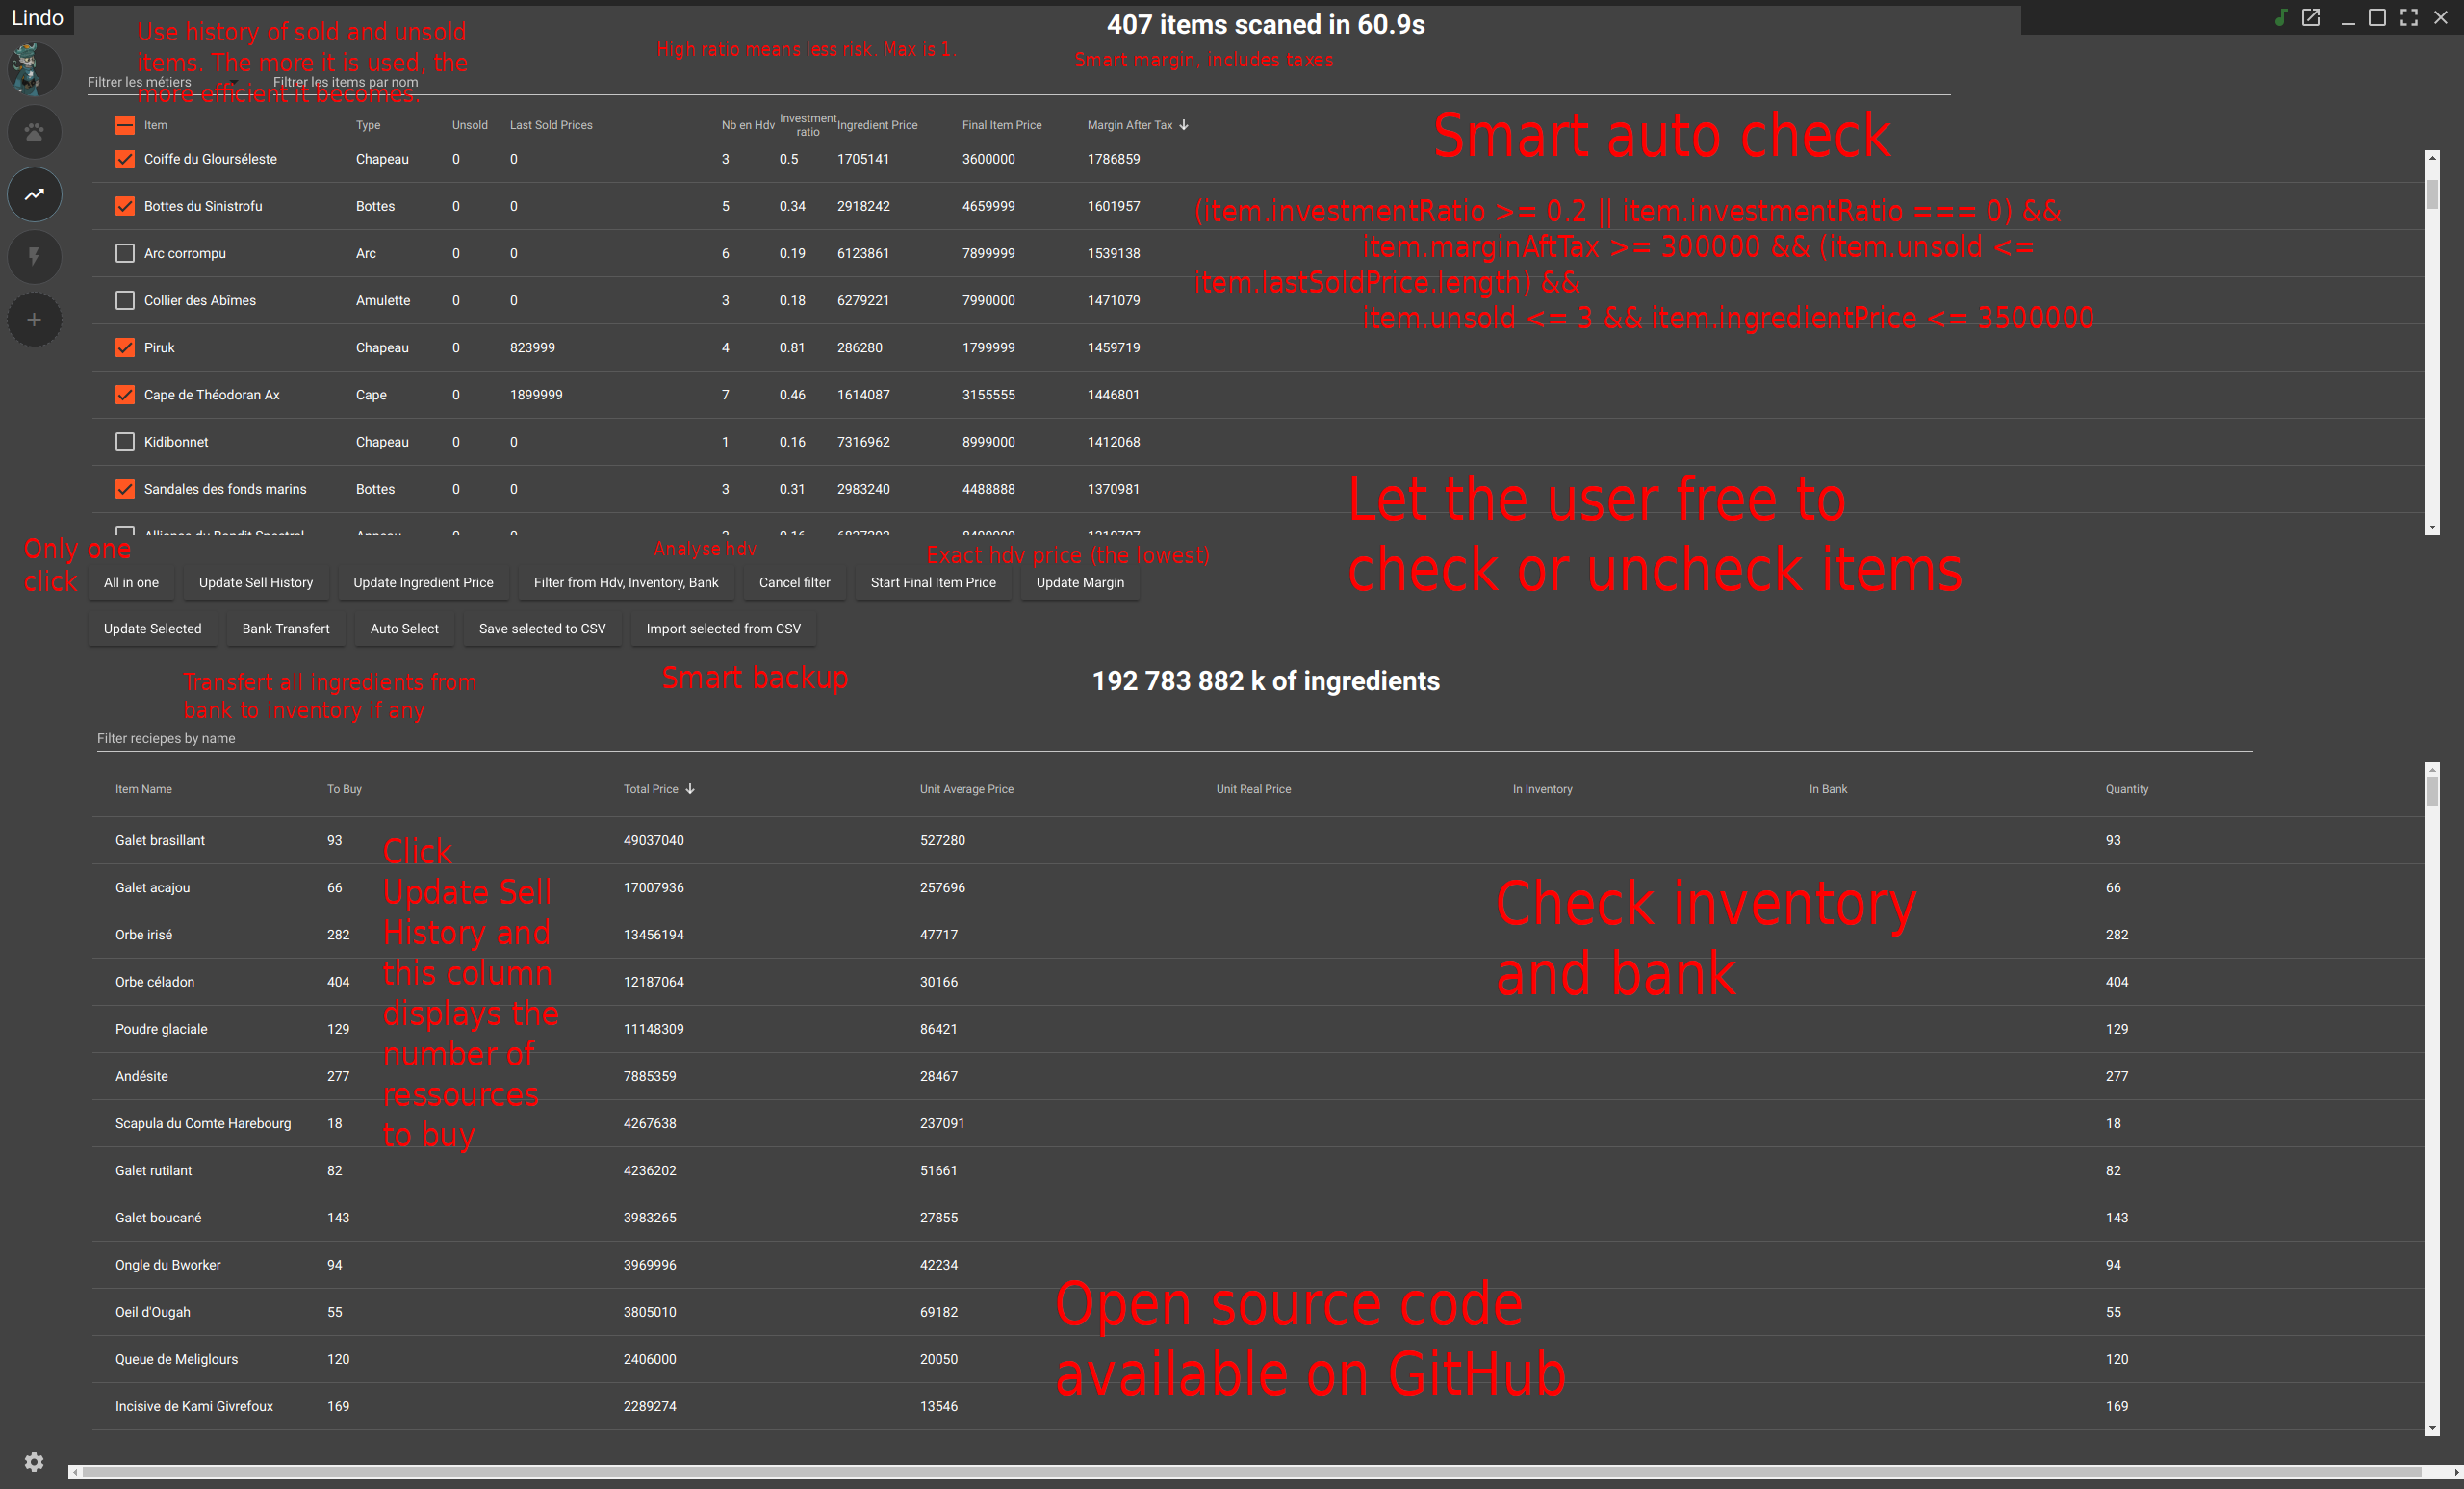 Lindo
407 items scaned in 60.9s
Use history of sold and unsold
items. The more it is used, the
more efficient it becomes.
High ratio means less risk. Max is 1.
Smart margin, includes taxes
Filtrer les métiers Filtrer les items par nom
Item Type Unsold Last Sold Prices Nb en Hdv Investment ratio Ingredient Price Final Item Price Margin After Tax
Smart auto check
Coiffe du Glourséleste Chapeau 0 0 3 0.5 1705141 3600000 1786859
Bottes du Sinistrofu Bottes 0 0 5 0.34 2918242 4659999 1601957
Arc corrompu Arc 0 0 6 0.19 6123861 7899999 1539138
Collier des Abîmes Amulette 0 0 3 0.18 6279221 7990000 1471079
Piruk Chapeau 0 823999 4 0.81 286280 1799999 1459719
Cape de Théodoran Ax Cape 0 1899999 7 0.46 1614087 3155555 1446801
Kidibonnet Chapeau 0 0 1 0.16 7316962 8999000 1412068
Sandales des fonds marins Bottes 0 0 3 0.31 2983240 4488888 1370981
(item.investmentRatio >= 0.2 || item.investmentRatio === 0) &&
item.marginAftTax >= 300000 && (item.unsold <=
item.lastSoldPrice.length) &&
item.unsold <= 3 && item.ingredientPrice <= 3500000
Let the user free to
check or uncheck items
Only one
click
Analyse hdv
Exact hdv price (the lowest)
All in one Update Sell History Update Ingredient Price Filter from Hdv, Inventory, Bank Cancel filter Start Final Item Price Update Margin
Update Selected Bank Transfert Auto Select Save selected to CSV Import selected from CSV
Transfert all ingredients from
bank to inventory if any
Smart backup
192 783 882 k of ingredients
Filter reciepes by name
Item Name To Buy Total Price Unit Average Price Unit Real Price In Inventory In Bank Quantity
Galet brasillant 93 49037040 527280 93
Galet acajou 66 17007936 257696 66
Orbe irisé 282 13456194 47717 282
Orbe céladon 404 12187064 30166 404
Poudre glaciale 129 11148309 86421 129
Andésite 277 7885359 28467 277
Scapula du Comte Harebourg 18 4267638 237091 18
Galet rutilant 82 4236202 51661 82
Galet boucané 143 3983265 27855 143
Ongle du Bworker 94 3969996 42234 94
Oeil d'Ougah 55 3805010 69182 55
Queue de Meliglours 120 2406000 20050 120
Incisive de Kami Givrefoux 169 2289274 13546 169
Click
Update Sell
History and
this column
displays the
number of
ressources
to buy
Check inventory
and bank
Open source code
available on GitHub